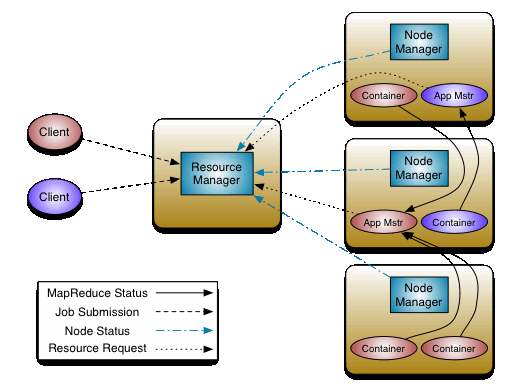 Client
Client
Resource
Manager
Node
Manager
Container
App Mstr
Node
Manager
App Mstr
Container
Node
Manager
Container
Container
MapReduce Status
Job Submission
Node Status
Resource Request